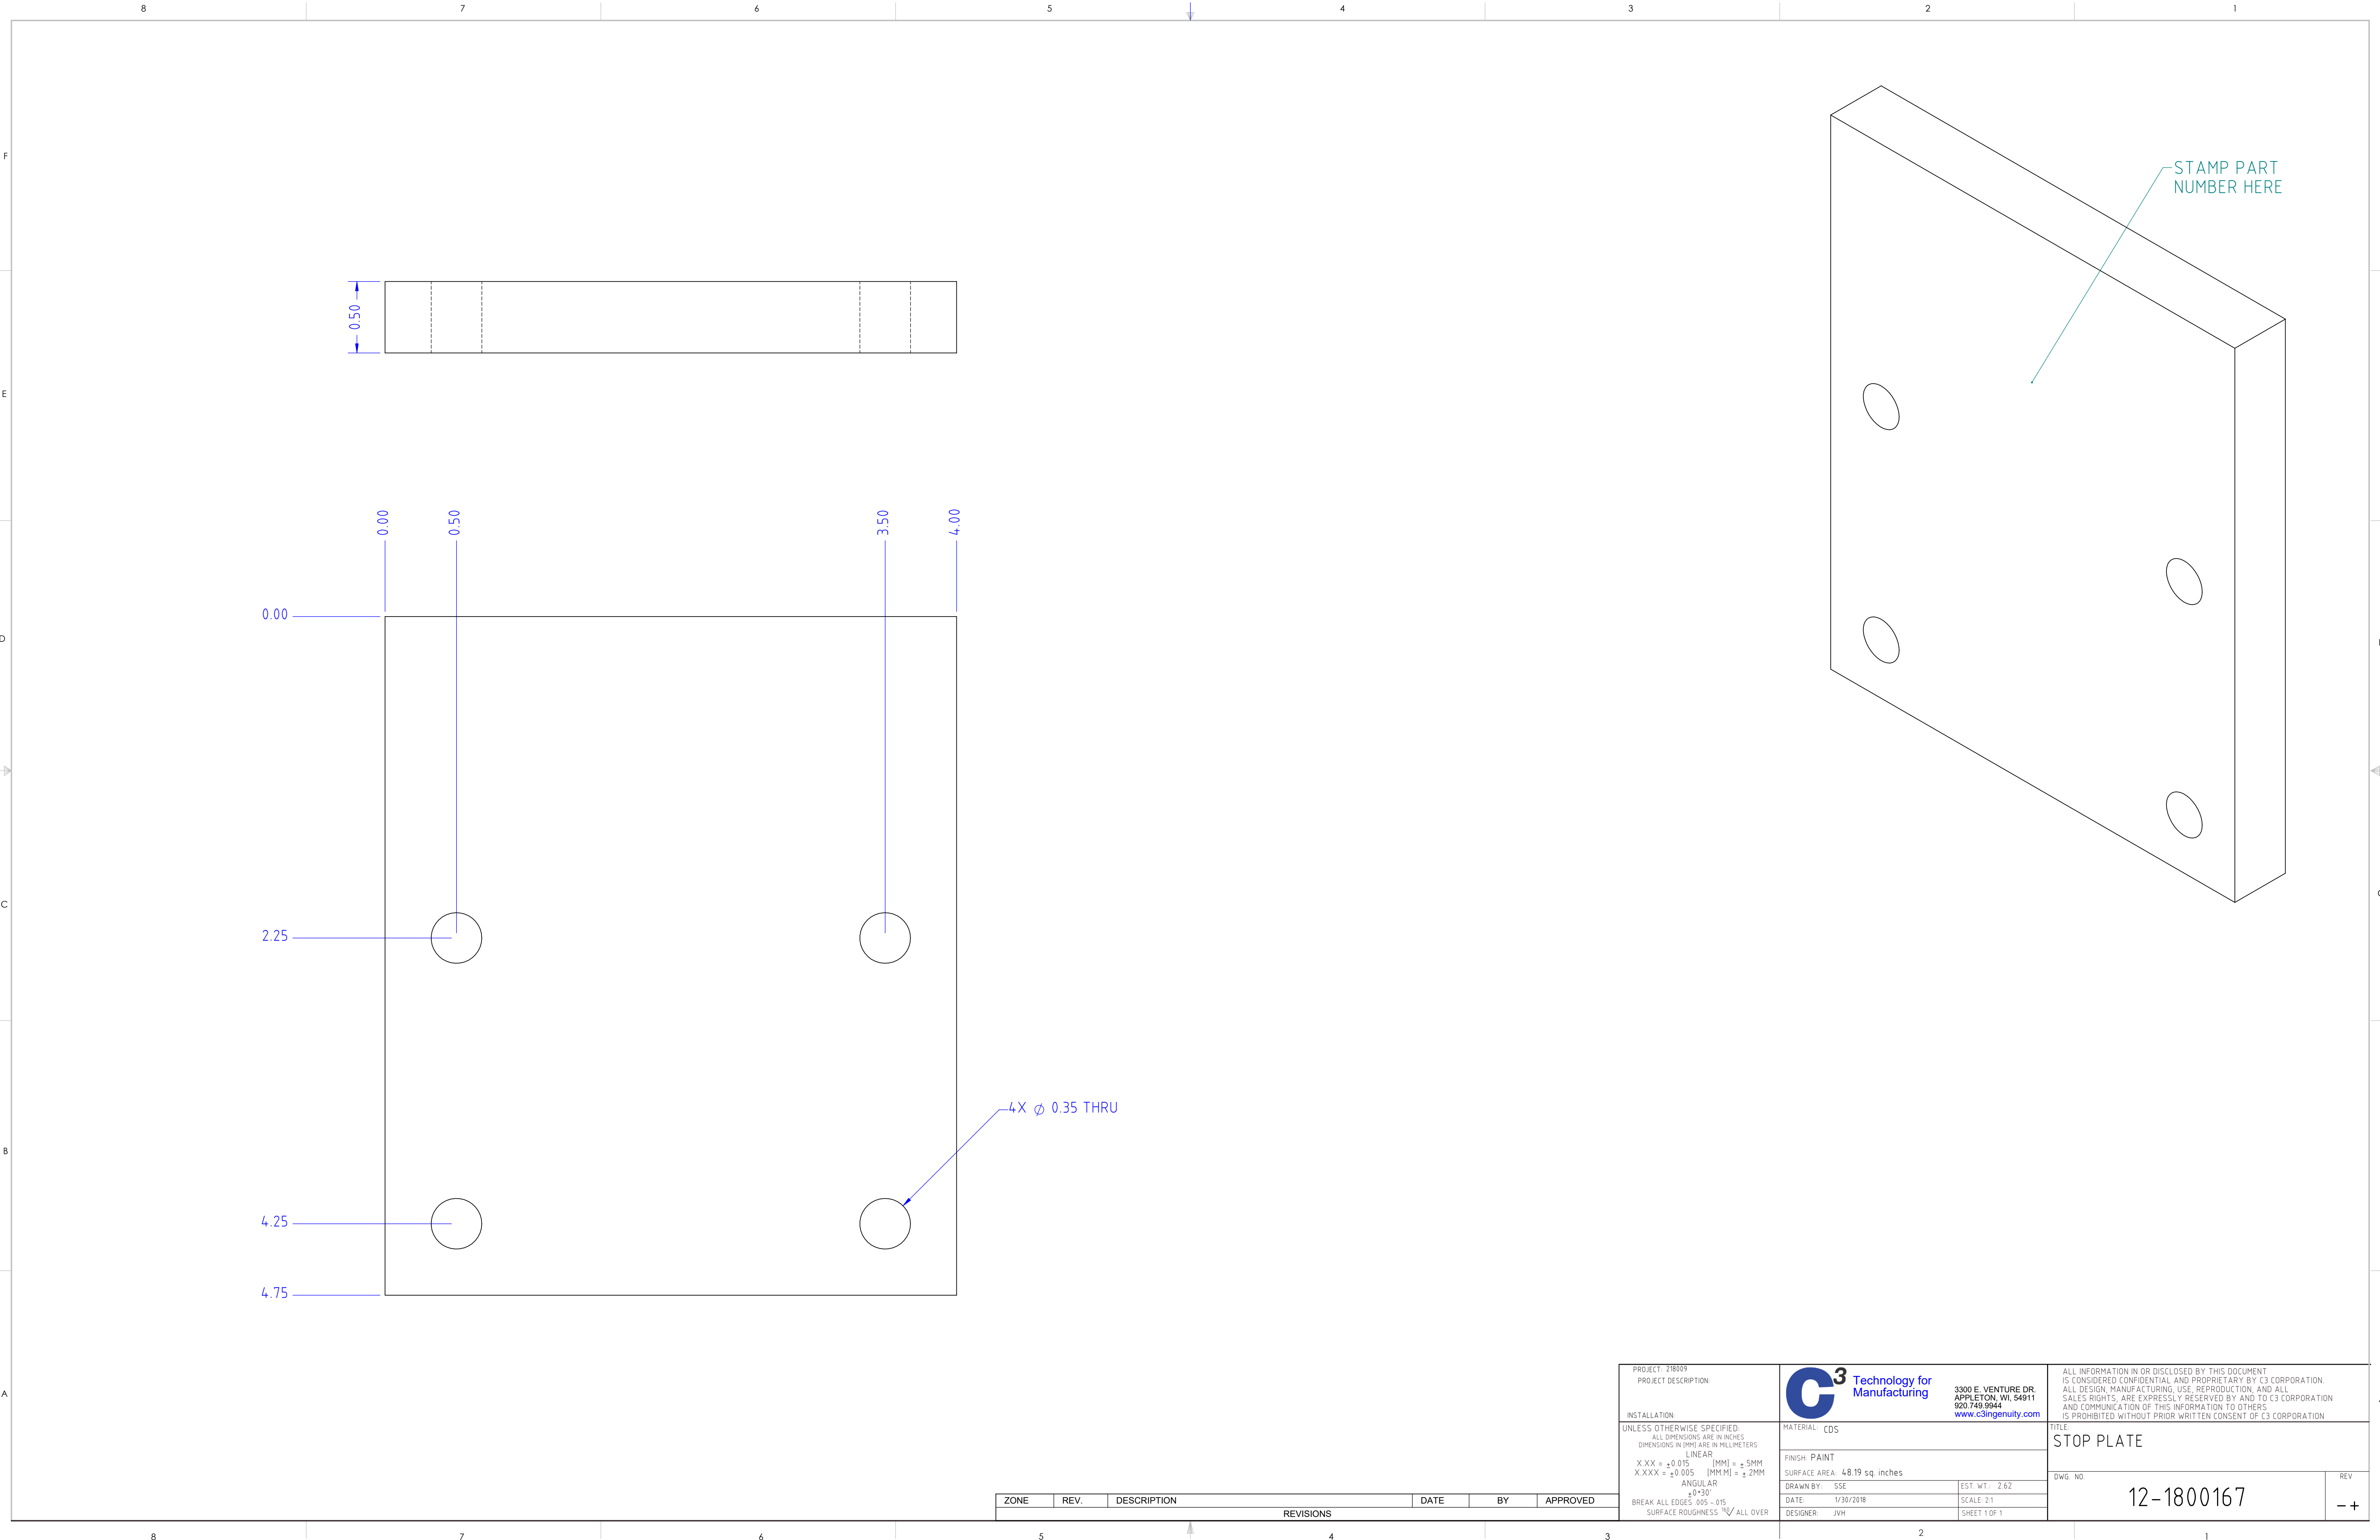 8 7 6 5 4 3 2 1
F
E
D
C
B
A
STAMP PART
NUMBER HERE
0.50
0.00 0.50 3.50 4.00
0.00
2.25
4X ⌀ 0.35 THRU
4.25
4.75
PROJECT: 218009
PROJECT DESCRIPTION:
INSTALLATION:
C3 Technology for
Manufacturing
3300 E. VENTURE DR.
APPLETON, WI, 54911
920.749.9944
www.c3ingenuity.com
ALL INFORMATION IN OR DISCLOSED BY THIS DOCUMENT
IS CONSIDERED CONFIDENTIAL AND PROPRIETARY BY C3 CORPORATION.
ALL DESIGN, MANUFACTURING, USE, REPRODUCTION, AND ALL
SALES RIGHTS, ARE EXPRESSLY RESERVED BY AND TO C3 CORPORATION
AND COMMUNICATION OF THIS INFORMATION TO OTHERS
IS PROHIBITED WITHOUT PRIOR WRITTEN CONSENT OF C3 CORPORATION
UNLESS OTHERWISE SPECIFIED:
ALL DIMENSIONS ARE IN INCHES
DIMENSIONS IN [MM] ARE IN MILLIMETERS
LINEAR
X.XX = ±0.015 [MM] = ±.5MM
X.XXX = ±0.005 [MM.M] = ±.2MM
ANGULAR
±0°30'
BREAK ALL EDGES .005 -.015
SURFACE ROUGHNESS 160 ALL OVER
MATERIAL: CDS
FINISH: PAINT
SURFACE AREA: 48.19 sq. inches
DRAWN BY: SSE EST. WT.: 2.62
DATE: 1/30/2018 SCALE: 2:1
DESIGNER: JVH SHEET 1 OF 1
TITLE:
STOP PLATE
DWG. NO. REV
12-1800167 -+
ZONE REV. DESCRIPTION DATE BY APPROVED
REVISIONS
8 7 6 5 4 3 2 1